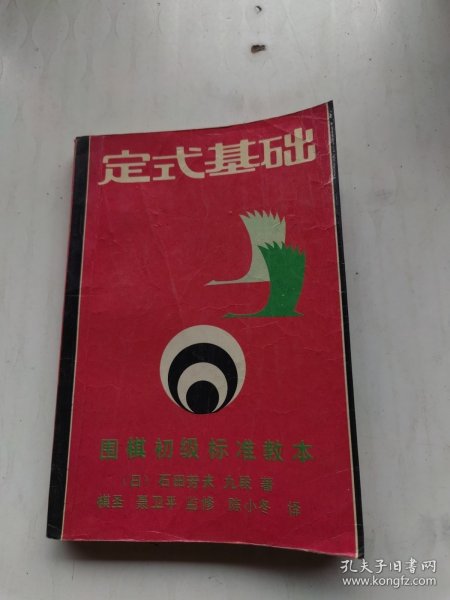 定式基础
围棋初级标准教本
（日）石田芳夫 九段 著
棋圣 聂卫平 监修 陈小冬 译
孔夫子旧书网
www.kongfz.com